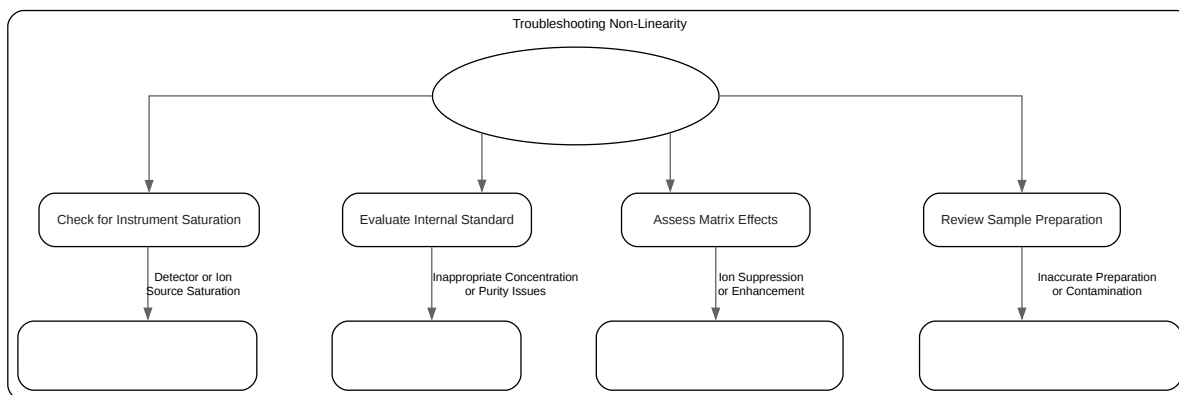 Troubleshooting Non-Linearity
Check for Instrument Saturation
Evaluate Internal Standard
Assess Matrix Effects
Review Sample Preparation
Detector or Ion
Source Saturation
Inappropriate Concentration
or Purity Issues
Ion Suppression
or Enhancement
Inaccurate Preparation
or Contamination